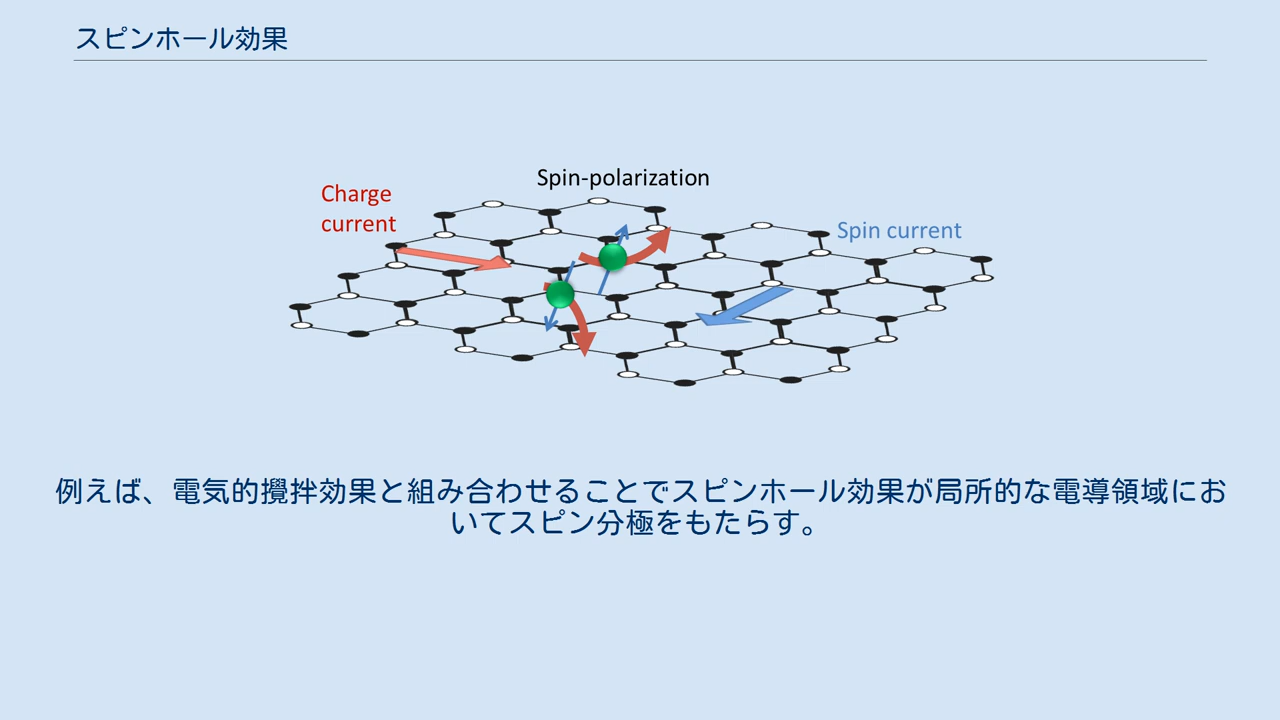 スピンホール効果
Spin-polarization
Charge
current
Spin current
例えば、電気的攪拌効果と組み合わせることでスピンホール効果が局所的な電導領域にお
いてスピン分極をもたらす。